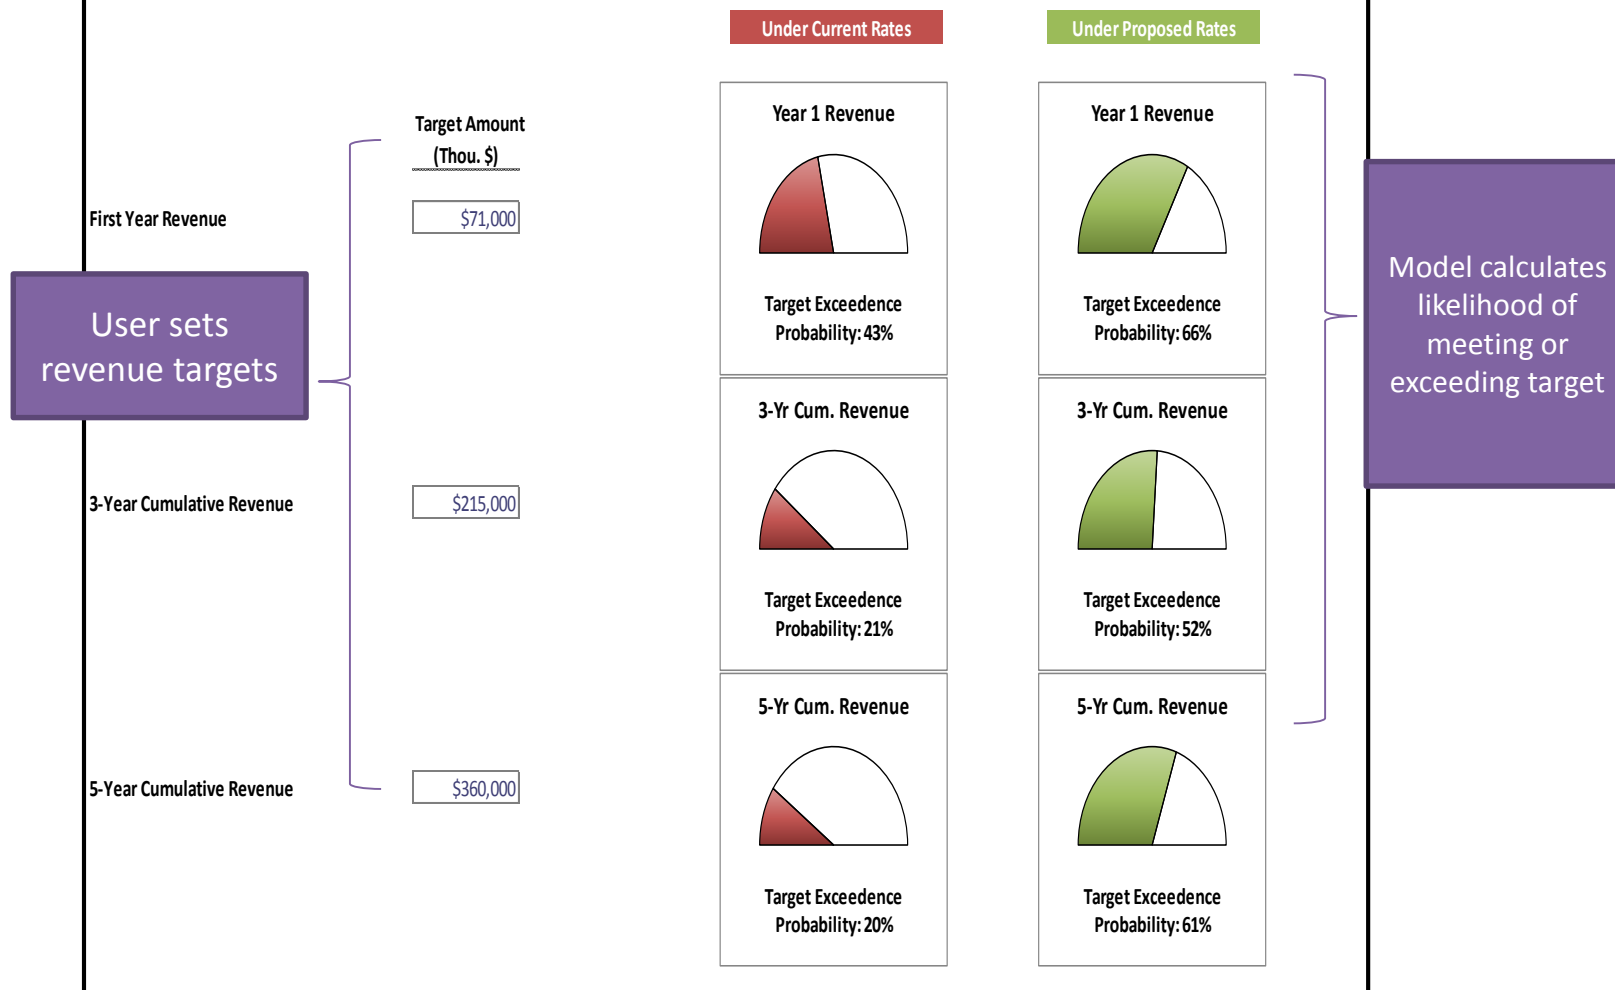 Under Current Rates
Under Proposed Rates
Target Amount
(Thou. $)
First Year Revenue
$71,000
User sets
revenue targets
3-Year Cumulative Revenue
$215,000
5-Year Cumulative Revenue
$360,000
Year 1 Revenue
Target Exceedence
Probability: 43%
Year 1 Revenue
Target Exceedence
Probability: 66%
3-Yr Cum. Revenue
Target Exceedence
Probability: 21%
3-Yr Cum. Revenue
Target Exceedence
Probability: 52%
5-Yr Cum. Revenue
Target Exceedence
Probability: 20%
5-Yr Cum. Revenue
Target Exceedence
Probability: 61%
Model calculates
likelihood of
meeting or
exceeding target